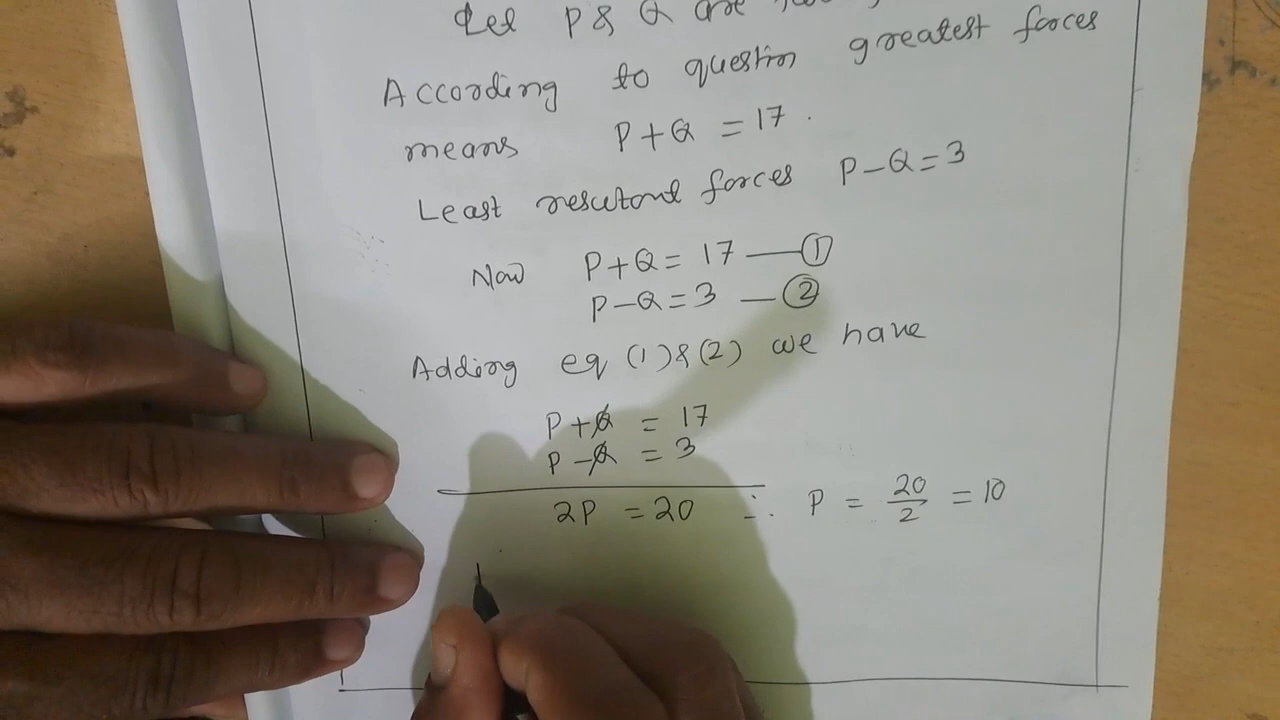 Let P & Q are
According to question greatest forces
means P + Q = 17.
Least resultant forces P - Q = 3
Now P + Q = 17 — ①
P - Q = 3 — ②
Adding eq (1) & (2) we have
P + Q = 17
P - Q = 3
2P = 20 ∴ P = 20/2 = 10